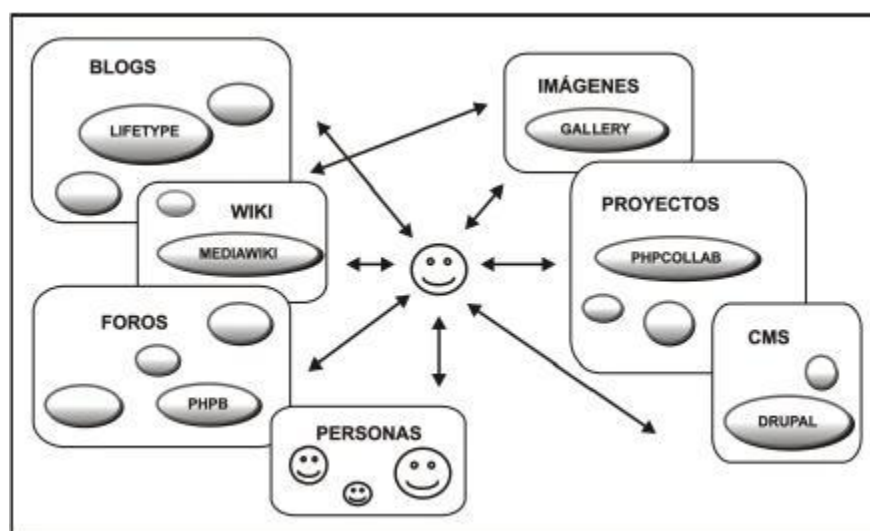 BLOGS
LIFETYPE
WIKI
MEDIAWIKI
FOROS
PHPB
PERSONAS
IMÁGENES
GALLERY
PROYECTOS
PHPCOLLAB
CMS
DRUPAL